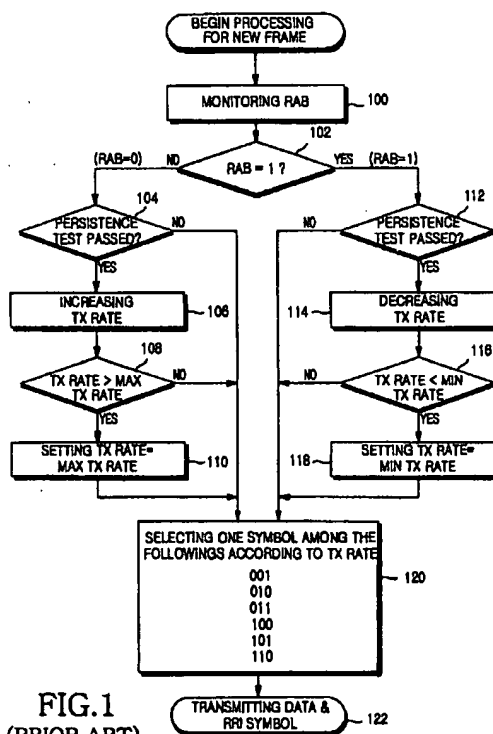 BEGIN PROCESSING
FOR NEW FRAME
MONITORING RAB
100
102
(RAB=0)
NO
RAB = 1 ?
YES
(RAB=1)
104
PERSISTENCE
TEST PASSED?
NO
YES
112
NO
PERSISTENCE
TEST PASSED?
YES
INCREASING
TX RATE
106
114
DECREASING
TX RATE
108
TX RATE > MAX
TX RATE
NO
YES
116
NO
TX RATE < MIN
TX RATE
YES
SETTING TX RATE=
MAX TX RATE
110
118
SETTING TX RATE=
MIN TX RATE
SELECTING ONE SYMBOL AMONG THE
FOLLOWINGS ACCORDING TO TX RATE
001
010
011
100
101
110
120
FIG.1
(PRIOR ART)
TRANSMITTING DATA &
RRI SYMBOL
122